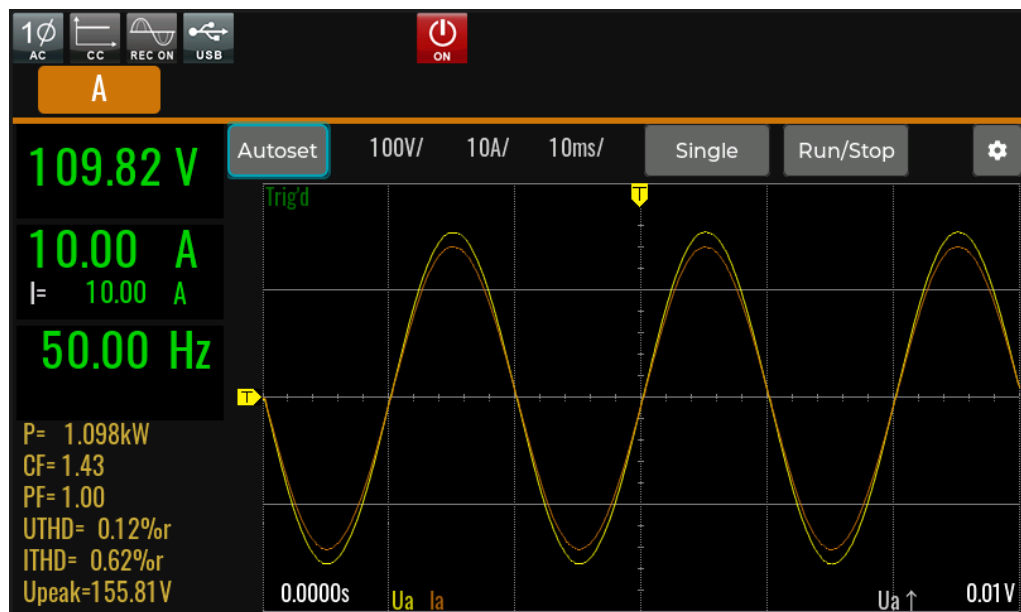 1Ø
AC
CC
REC ON
USB
ON
A
109.82 V
10.00 A
I= 10.00 A
50.00 Hz
P= 1.098kW
CF= 1.43
PF= 1.00
UTHD= 0.12%r
ITHD= 0.62%r
Upeak=155.81V
Autoset 100V/ 10A/ 10ms/ Single Run/Stop
Trig'd
T
T
0.0000s Ua Ia Ua↑ 0.01V